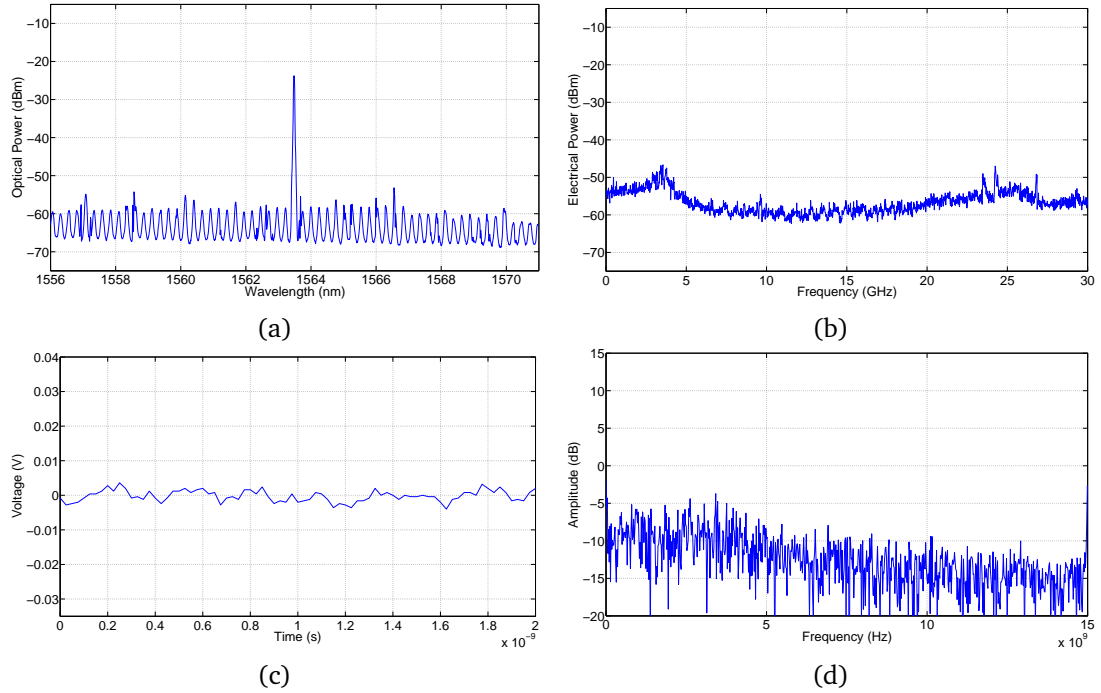 −10
−20
−30
−40
−50
−60
−70
Optical Power (dBm)
1556 1558 1560 1562 1564 1566 1568 1570
Wavelength (nm)
(a)
−10
−20
−30
−40
−50
−60
−70
Electrical Power (dBm)
0 5 10 15 20 25 30
Frequency (GHz)
(b)
0.04
0.03
0.02
0.01
0
−0.01
−0.02
−0.03
Voltage (V)
0 0.2 0.4 0.6 0.8 1 1.2 1.4 1.6 1.8 2
Time (s)
x 10⁻⁹
(c)
15
10
5
0
−5
−10
−15
−20
Amplitude (dB)
0 5 10 15
Frequency (Hz)
x 10⁹
(d)